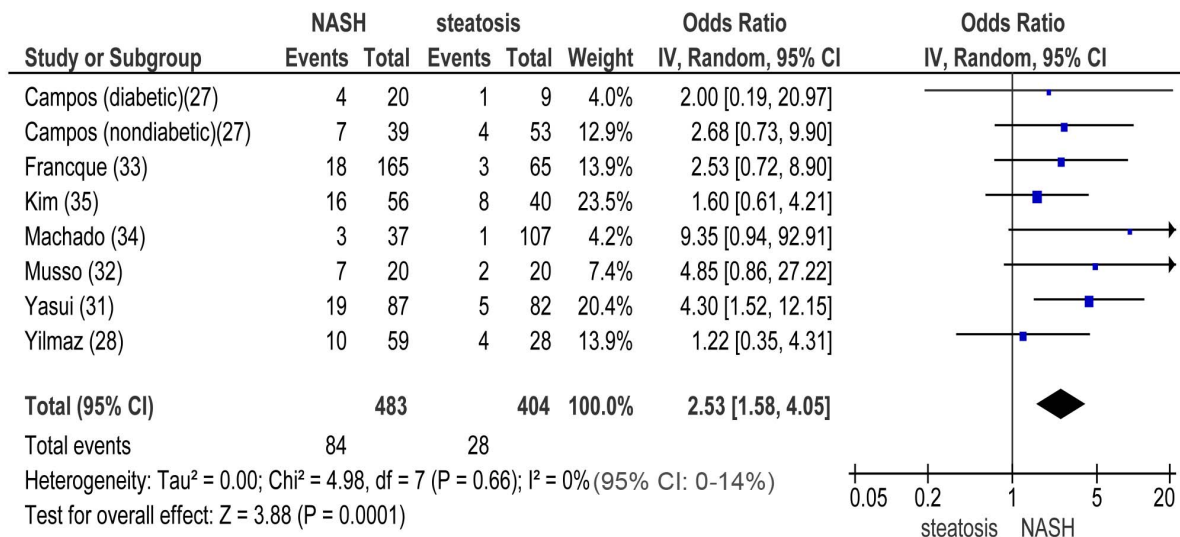 NASH steatosis Odds Ratio Odds Ratio
Study or Subgroup Events Total Events Total Weight IV, Random, 95% CI IV, Random, 95% CI
Campos (diabetic)(27) 4 20 1 9 4.0% 2.00 [0.19, 20.97]
Campos (nondiabetic)(27) 7 39 4 53 12.9% 2.68 [0.73, 9.90]
Francque (33) 18 165 3 65 13.9% 2.53 [0.72, 8.90]
Kim (35) 16 56 8 40 23.5% 1.60 [0.61, 4.21]
Machado (34) 3 37 1 107 4.2% 9.35 [0.94, 92.91]
Musso (32) 7 20 2 20 7.4% 4.85 [0.86, 27.22]
Yasui (31) 19 87 5 82 20.4% 4.30 [1.52, 12.15]
Yilmaz (28) 10 59 4 28 13.9% 1.22 [0.35, 4.31]
Total (95% CI) 483 404 100.0% 2.53 [1.58, 4.05]
Total events 84 28
Heterogeneity: Tau² = 0.00; Chi² = 4.98, df = 7 (P = 0.66); I² = 0% (95% CI: 0-14%)
Test for overall effect: Z = 3.88 (P = 0.0001)
0.05 0.2 1 5 20
steatosis NASH